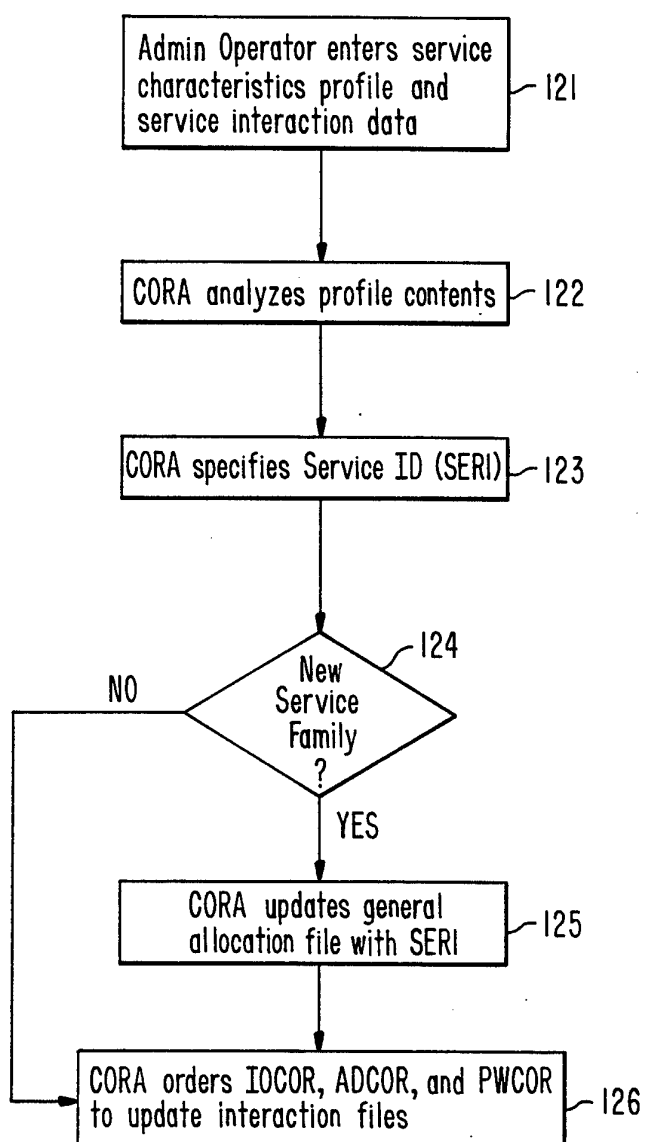 Admin Operator enters service
characteristics profile and
service interaction data
121
CORA analyzes profile contents
122
CORA specifies Service ID (SERI)
123
124
New
Service
Family
?
NO
YES
CORA updates general
allocation file with SERI
125
CORA orders IOCOR, ADCOR, and PWCOR
to update interaction files
126